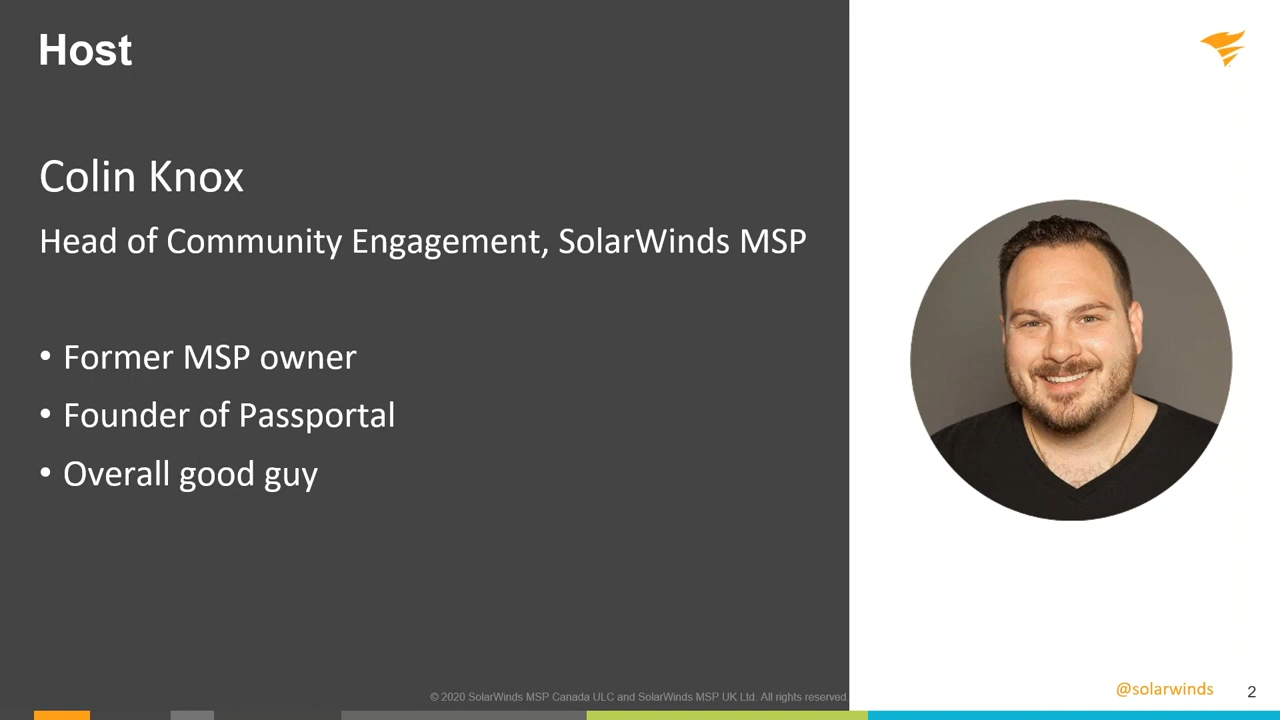 Host
Colin Knox
Head of Community Engagement, SolarWinds MSP
• Former MSP owner
• Founder of Passportal
• Overall good guy
© 2020 SolarWinds MSP Canada ULC and SolarWinds MSP UK Ltd. All rights reserved.
@solarwinds
2